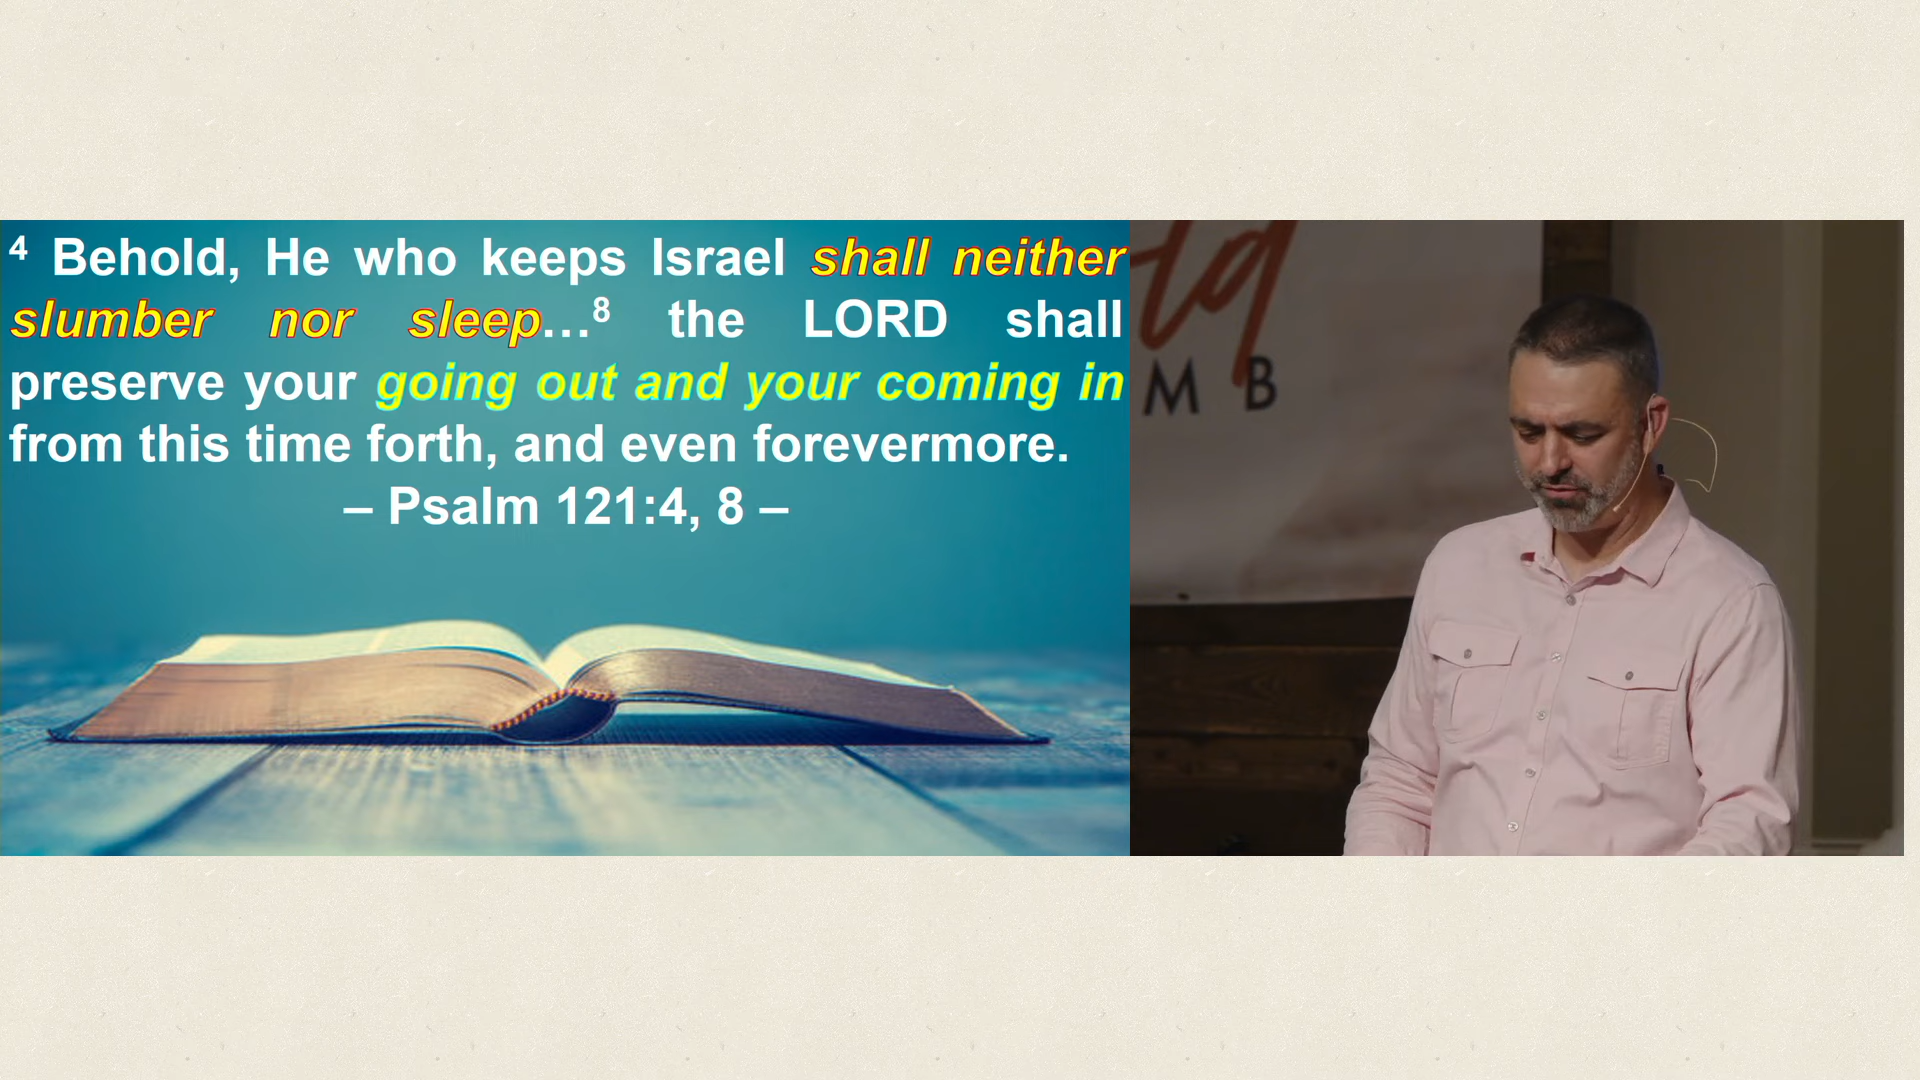 ⁴ Behold, He who keeps Israel shall neither
slumber nor sleep…⁸ the LORD shall
preserve your going out and your coming in
from this time forth, and even forevermore.
– Psalm 121:4, 8 –
M B